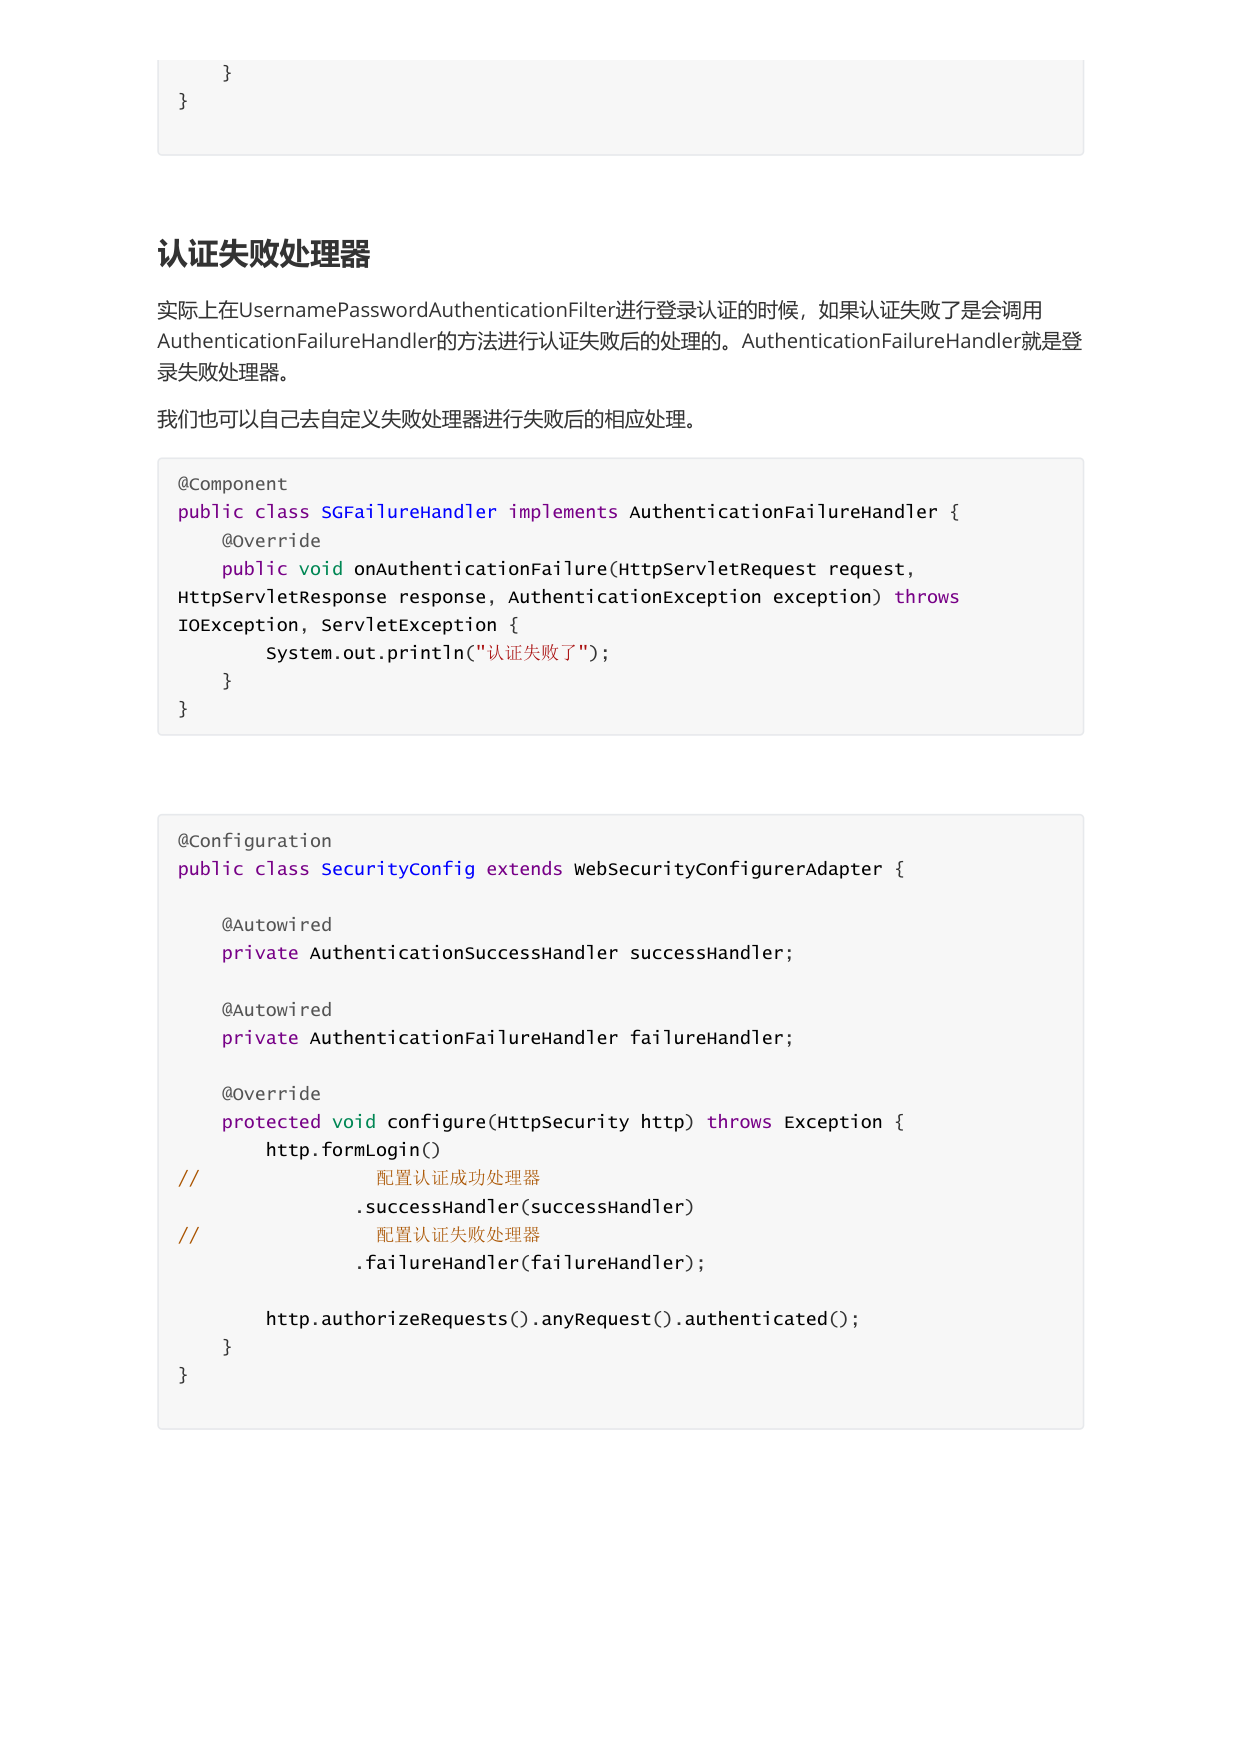 }
}
认证失败处理器
实际上在UsernamePasswordAuthenticationFilter进行登录认证的时候，如果认证失败了是会调用
AuthenticationFailureHandler的方法进行认证失败后的处理的。AuthenticationFailureHandler就是登
录失败处理器。
我们也可以自己去自定义失败处理器进行失败后的相应处理。
@Component
public class SGFailureHandler implements AuthenticationFailureHandler {
    @Override
    public void onAuthenticationFailure(HttpServletRequest request,
HttpServletResponse response, AuthenticationException exception) throws
IOException, ServletException {
        System.out.println("认证失败了");
    }
}
@Configuration
public class SecurityConfig extends WebSecurityConfigurerAdapter {
    @Autowired
    private AuthenticationSuccessHandler successHandler;
    @Autowired
    private AuthenticationFailureHandler failureHandler;
    @Override
    protected void configure(HttpSecurity http) throws Exception {
        http.formLogin()
//                配置认证成功处理器
                .successHandler(successHandler)
//                配置认证失败处理器
                .failureHandler(failureHandler);
        http.authorizeRequests().anyRequest().authenticated();
    }
}